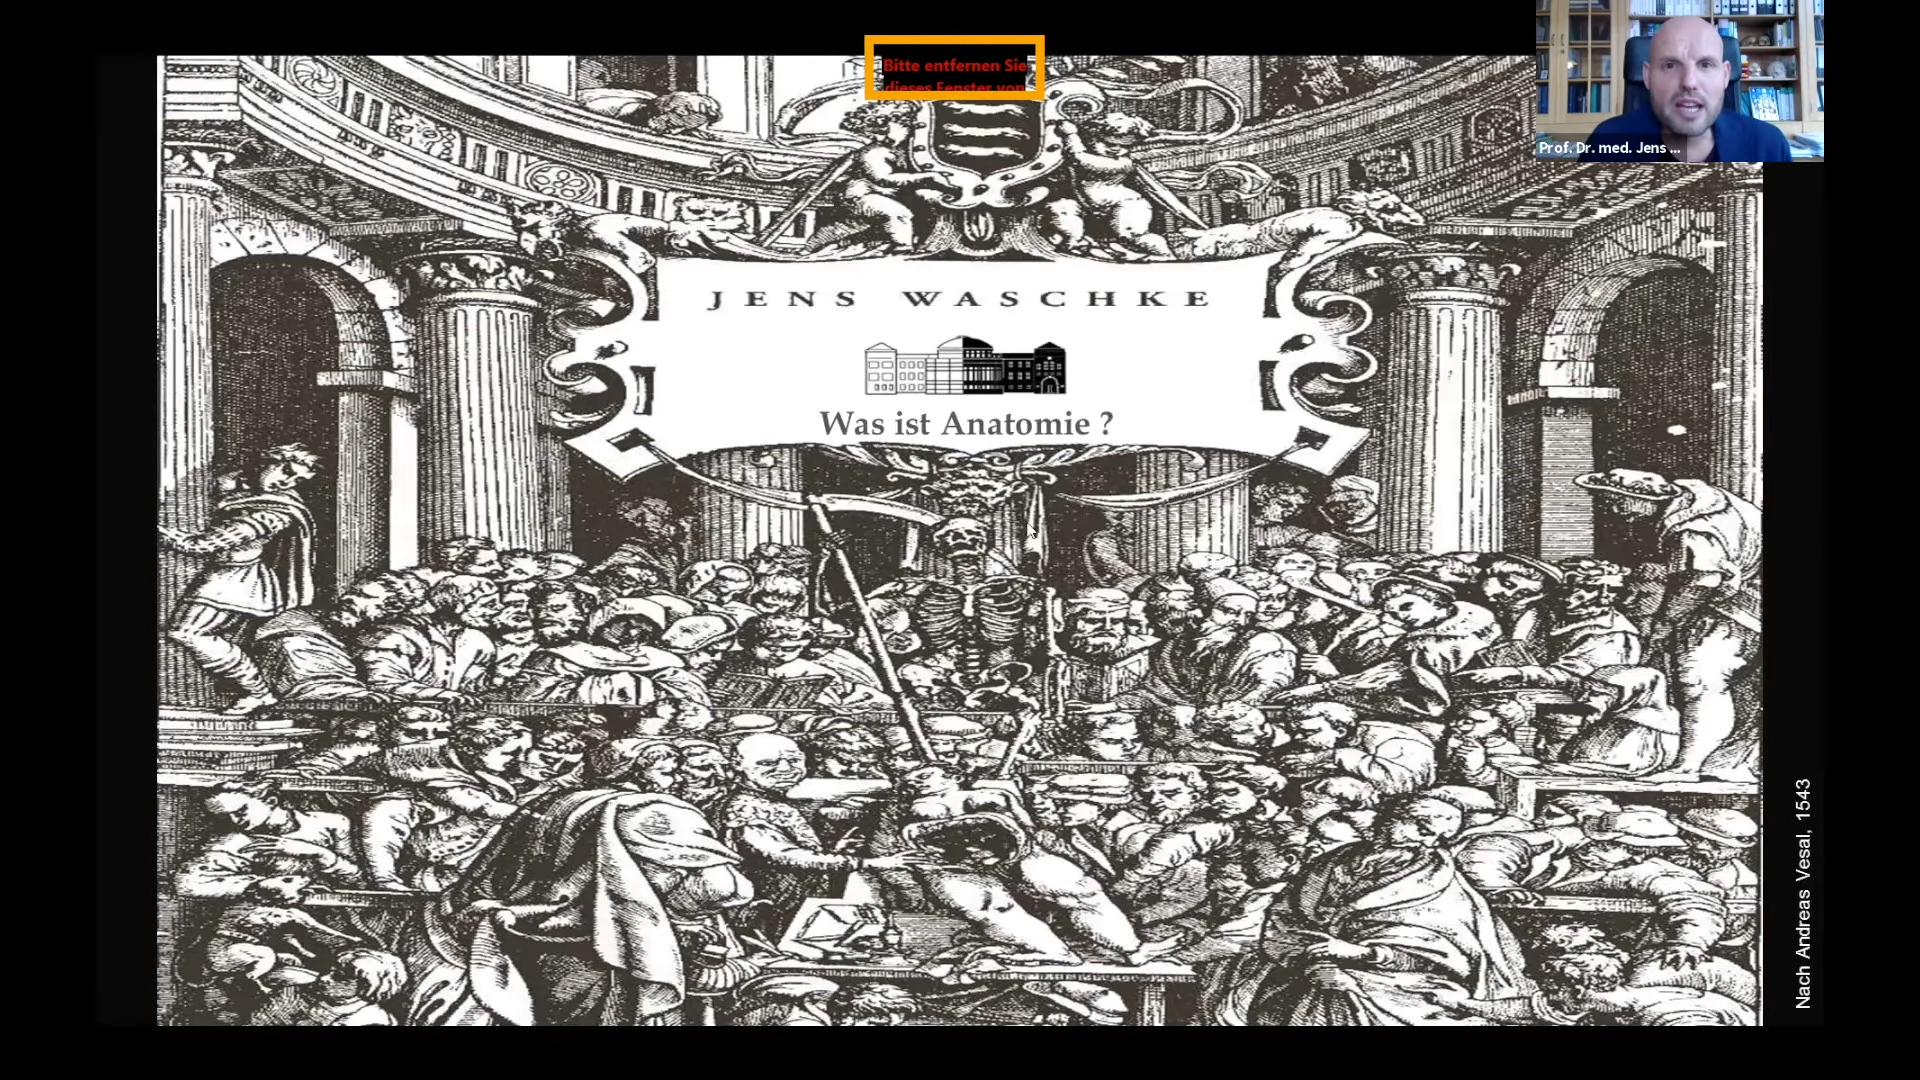 Bitte entfernen Sie
dieses Fenster von
Prof. Dr. med. Jens ...
JENS WASCHKE
Was ist Anatomie ?
Nach Andreas Vesal, 1543